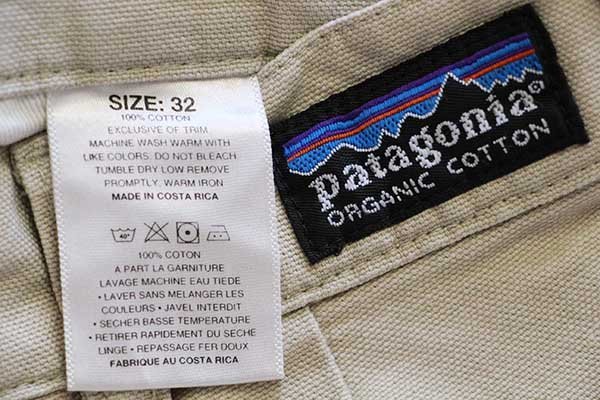 SIZE: 32
100% COTTON
EXCLUSIVE OF TRIM
MACHINE WASH WARM WITH
LIKE COLORS. DO NOT BLEACH
TUMBLE DRY LOW REMOVE
PROMPTLY. WARM IRON
MADE IN COSTA RICA
40°
100% COTON
A PART LA GARNITURE
LAVAGE MACHINE EAU TIEDE
• LAVER SANS MELANGER LES
COULEURS • JAVEL INTERDIT
• SECHER BASSE TEMPERATURE
• RETIRER RAPIDEMENT DU SECHE
LINGE • REPASSAGE FER DOUX
FABRIQUE AU COSTA RICA
patagonia®
ORGANIC COTTON